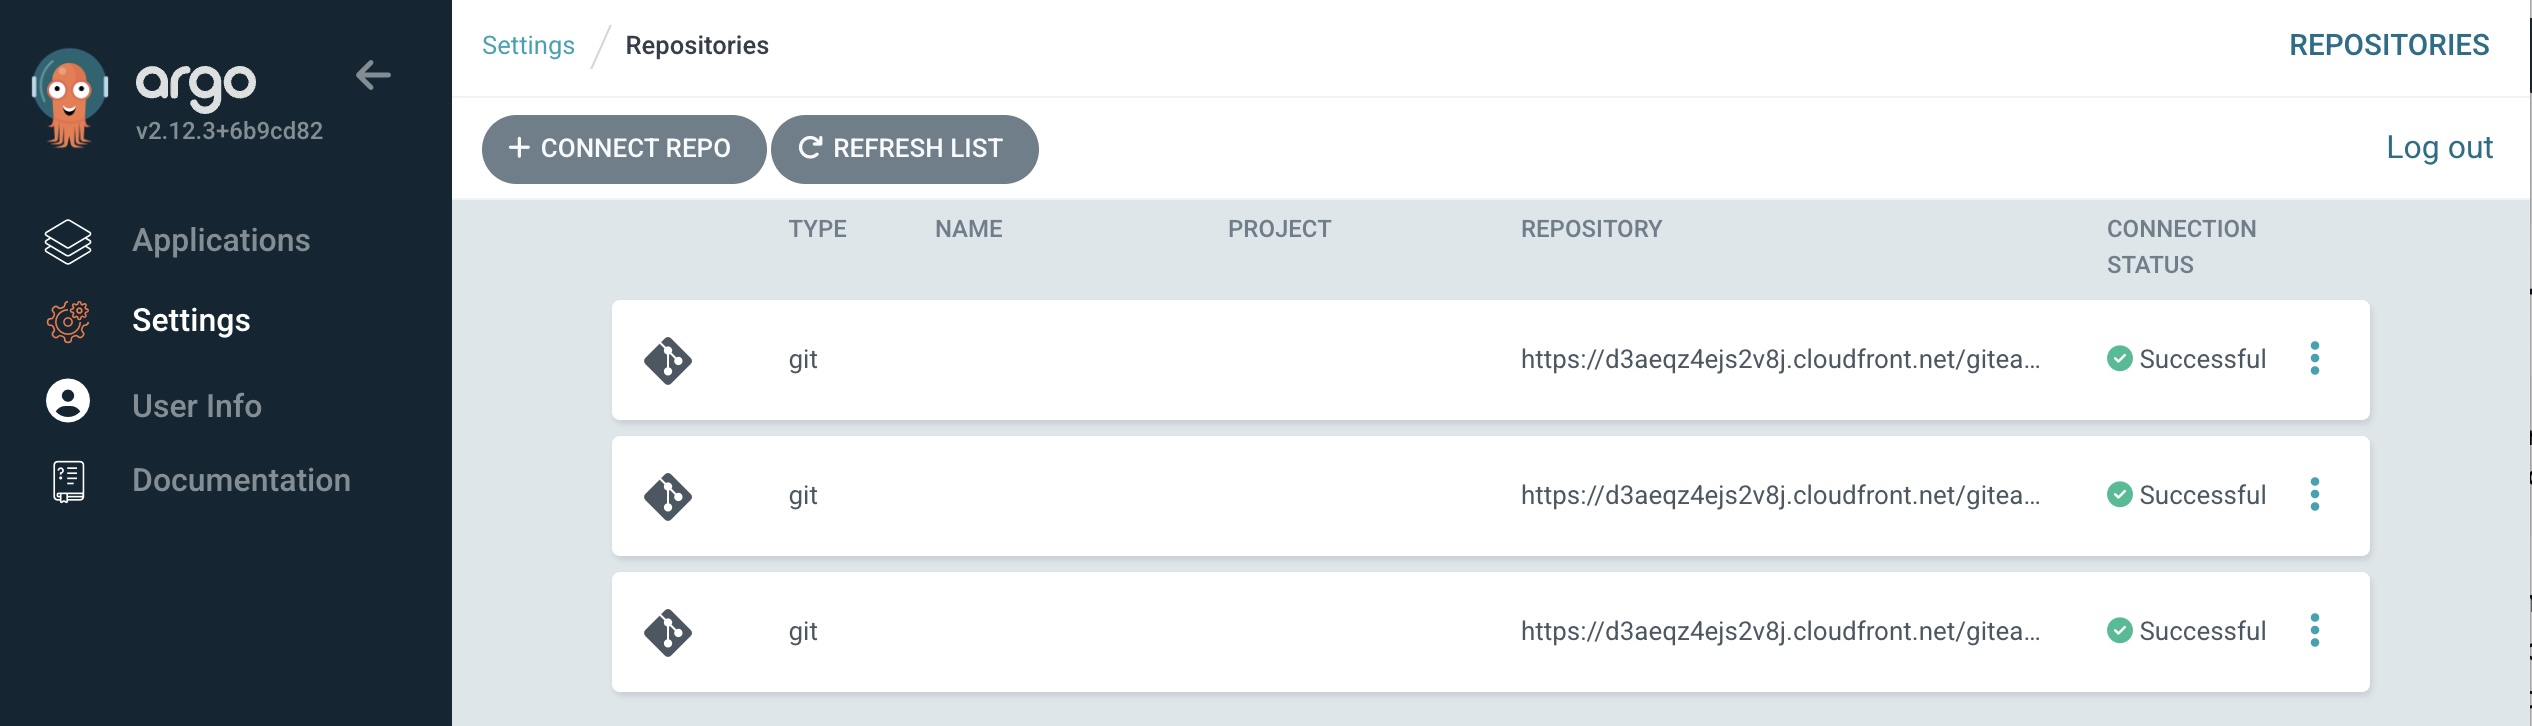 argo
v2.12.3+6b9cd82
Applications
Settings
User Info
Documentation
Settings / Repositories
REPOSITORIES
+ CONNECT REPO
REFRESH LIST
Log out
TYPE NAME PROJECT REPOSITORY CONNECTION STATUS
git https://d3aeqz4ejs2v8j.cloudfront.net/gitea... Successful
git https://d3aeqz4ejs2v8j.cloudfront.net/gitea... Successful
git https://d3aeqz4ejs2v8j.cloudfront.net/gitea... Successful